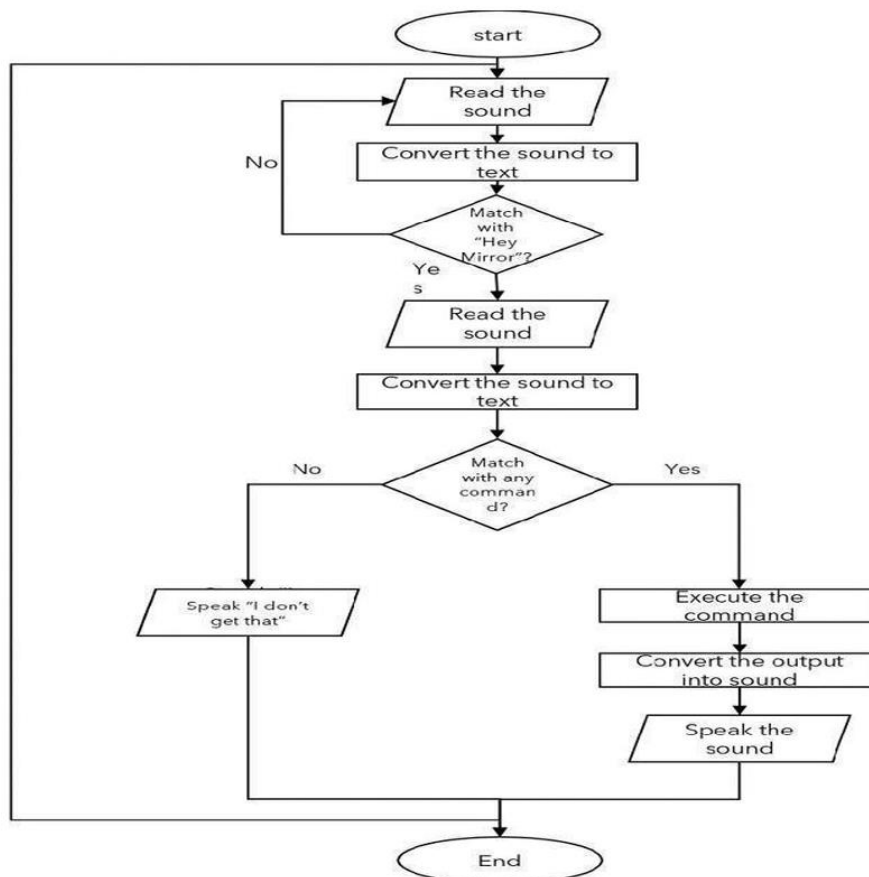 start
Read the
sound
Convert the sound to
text
No
Match
with
"Hey
Mirror"?
Ye
s
Read the
sound
Convert the sound to
text
Match
with any
comman
d?
No
Yes
Speak "I don't
get that"
Execute the
command
Convert the output
into sound
Speak the
sound
End